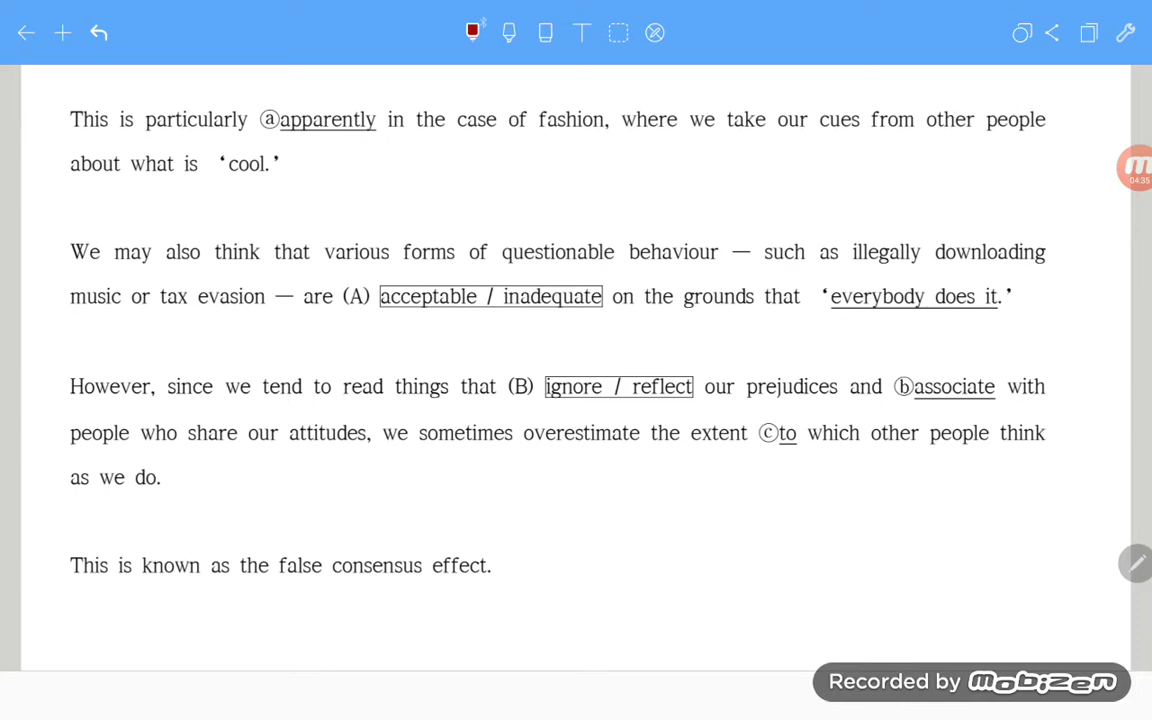 This is particularly ⓐapparently in the case of fashion, where we take our cues from other people
about what is ‘cool.’
We may also think that various forms of questionable behaviour — such as illegally downloading
music or tax evasion — are (A) acceptable / inadequate on the grounds that ‘everybody does it.’
However, since we tend to read things that (B) ignore / reflect our prejudices and ⓑassociate with
people who share our attitudes, we sometimes overestimate the extent ⓒto which other people think
as we do.
This is known as the false consensus effect.
04:35
Recorded by mobizen